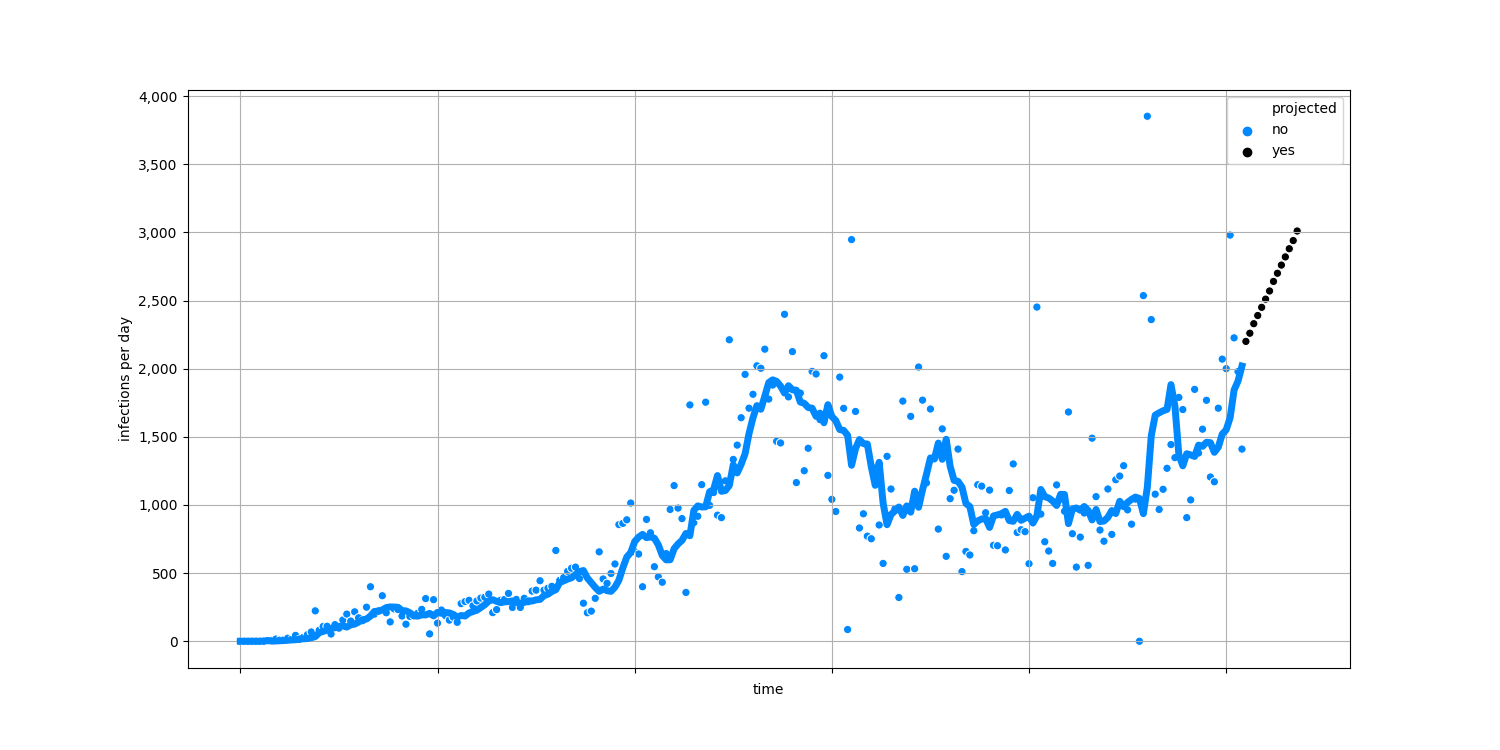 4,000
3,500
3,000
2,500
2,000
1,500
1,000
500
0
infections per day
time
projected
no
yes